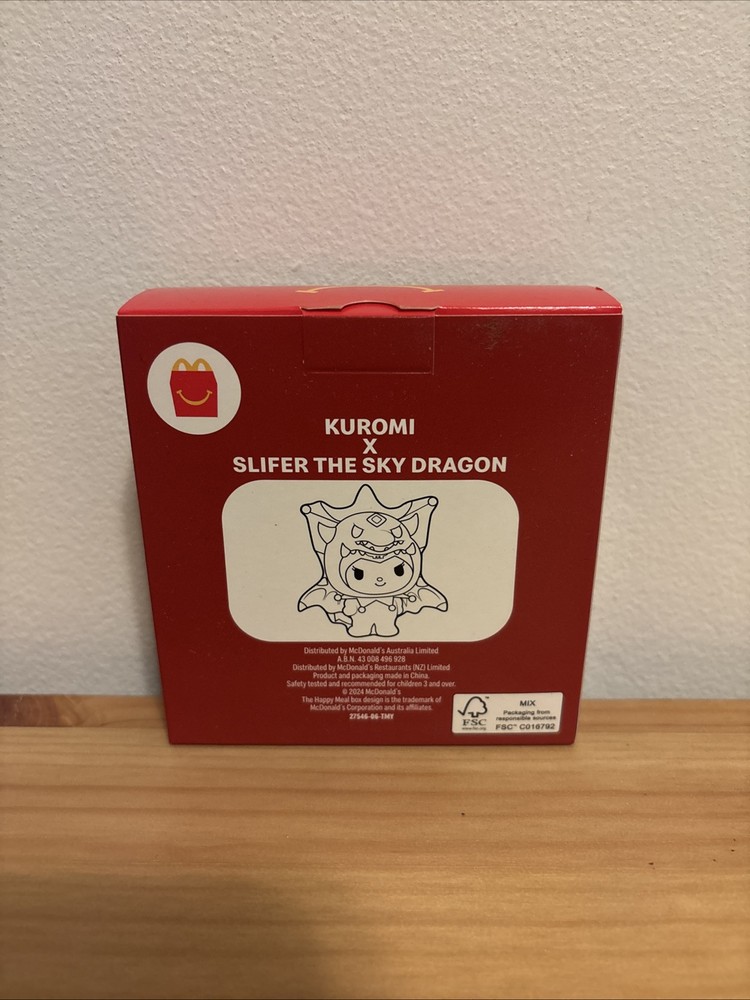 KUROMI
X
SLIFER THE SKY DRAGON
Distributed by McDonald's Australia Limited
A.B.N. 43 008 496 928
Distributed by McDonald's Restaurants (NZ) Limited
Product and packaging made in China.
Safety tested and recommended for children 3 and over.
© 2024 McDonald's
The Happy Meal box design is the trademark of
McDonald's Corporation and its affiliates.
27546-06-TMY
FSC
www.fsc.org
MIX
Packaging from
responsible sources
FSC® C016792